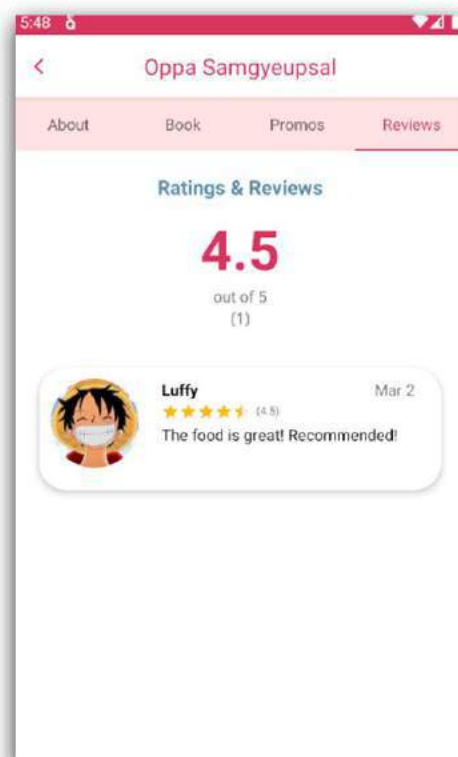 5:48
Oppa Samgyeupsal
About Book Promos Reviews
Ratings & Reviews
4.5
out of 5
(1)
Luffy Mar 2
(4.5)
The food is great! Recommended!